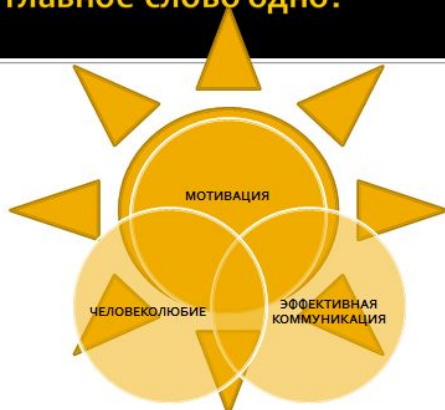 главное слово одно:
МОТИВАЦИЯ
ЧЕЛОВЕКОЛЮБИЕ
ЭФФЕКТИВНАЯ
КОММУНИКАЦИЯ